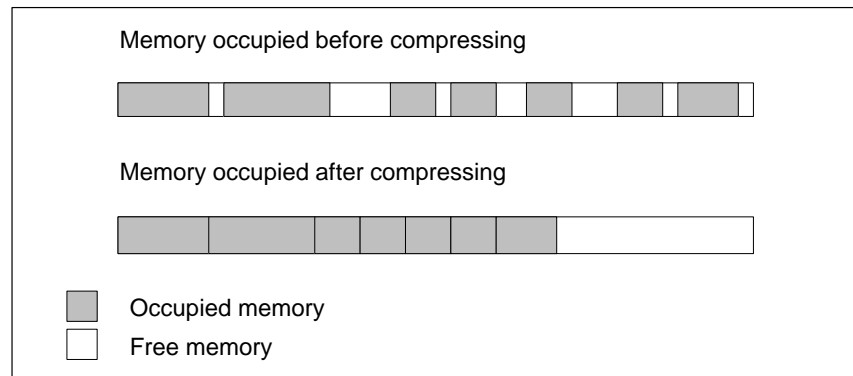 Memory occupied before compressing
Memory occupied after compressing
Occupied memory
Free memory